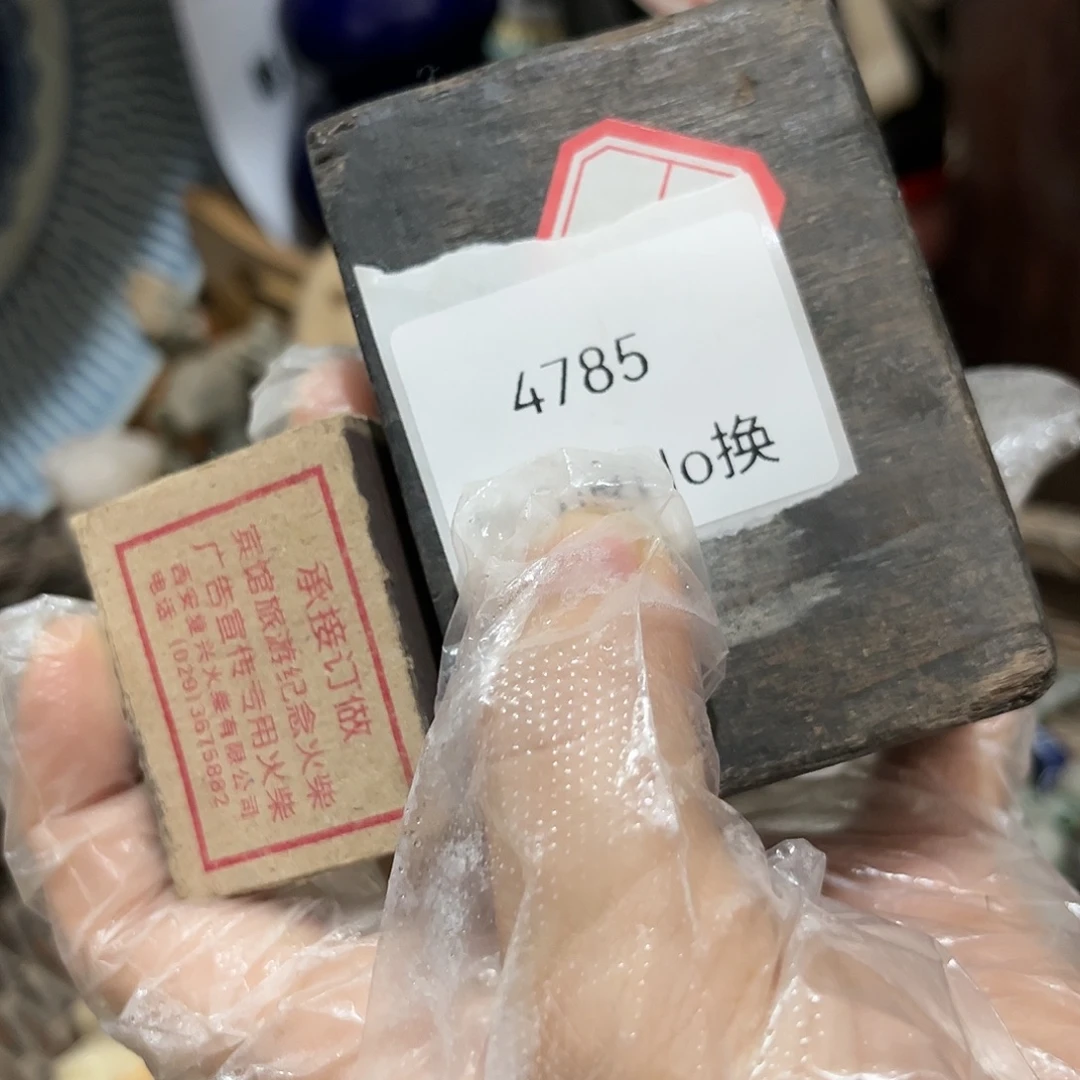 4785
lo换
承接订做
宾馆旅游纪念火柴
广告宣传专用火柴
西安肇兴火柴有限公司
电话 (029)3675882